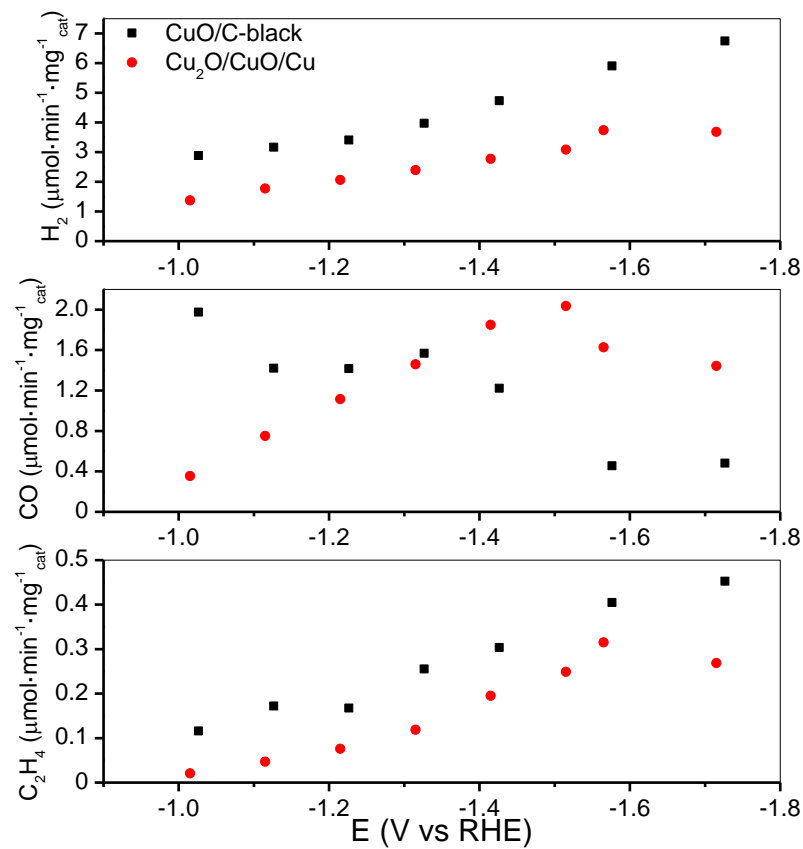 CuO/C-black
Cu₂O/CuO/Cu
H₂ (μmol·min⁻¹·mg⁻¹cat)
7
6
5
4
3
2
1
0
-1.0 -1.2 -1.4 -1.6 -1.8
CO (μmol·min⁻¹·mg⁻¹cat)
2.0
1.6
1.2
0.8
0.4
0
-1.0 -1.2 -1.4 -1.6 -1.8
C₂H₄ (μmol·min⁻¹·mg⁻¹cat)
0.5
0.4
0.3
0.2
0.1
0
-1.0 -1.2 -1.4 -1.6 -1.8
E (V vs RHE)